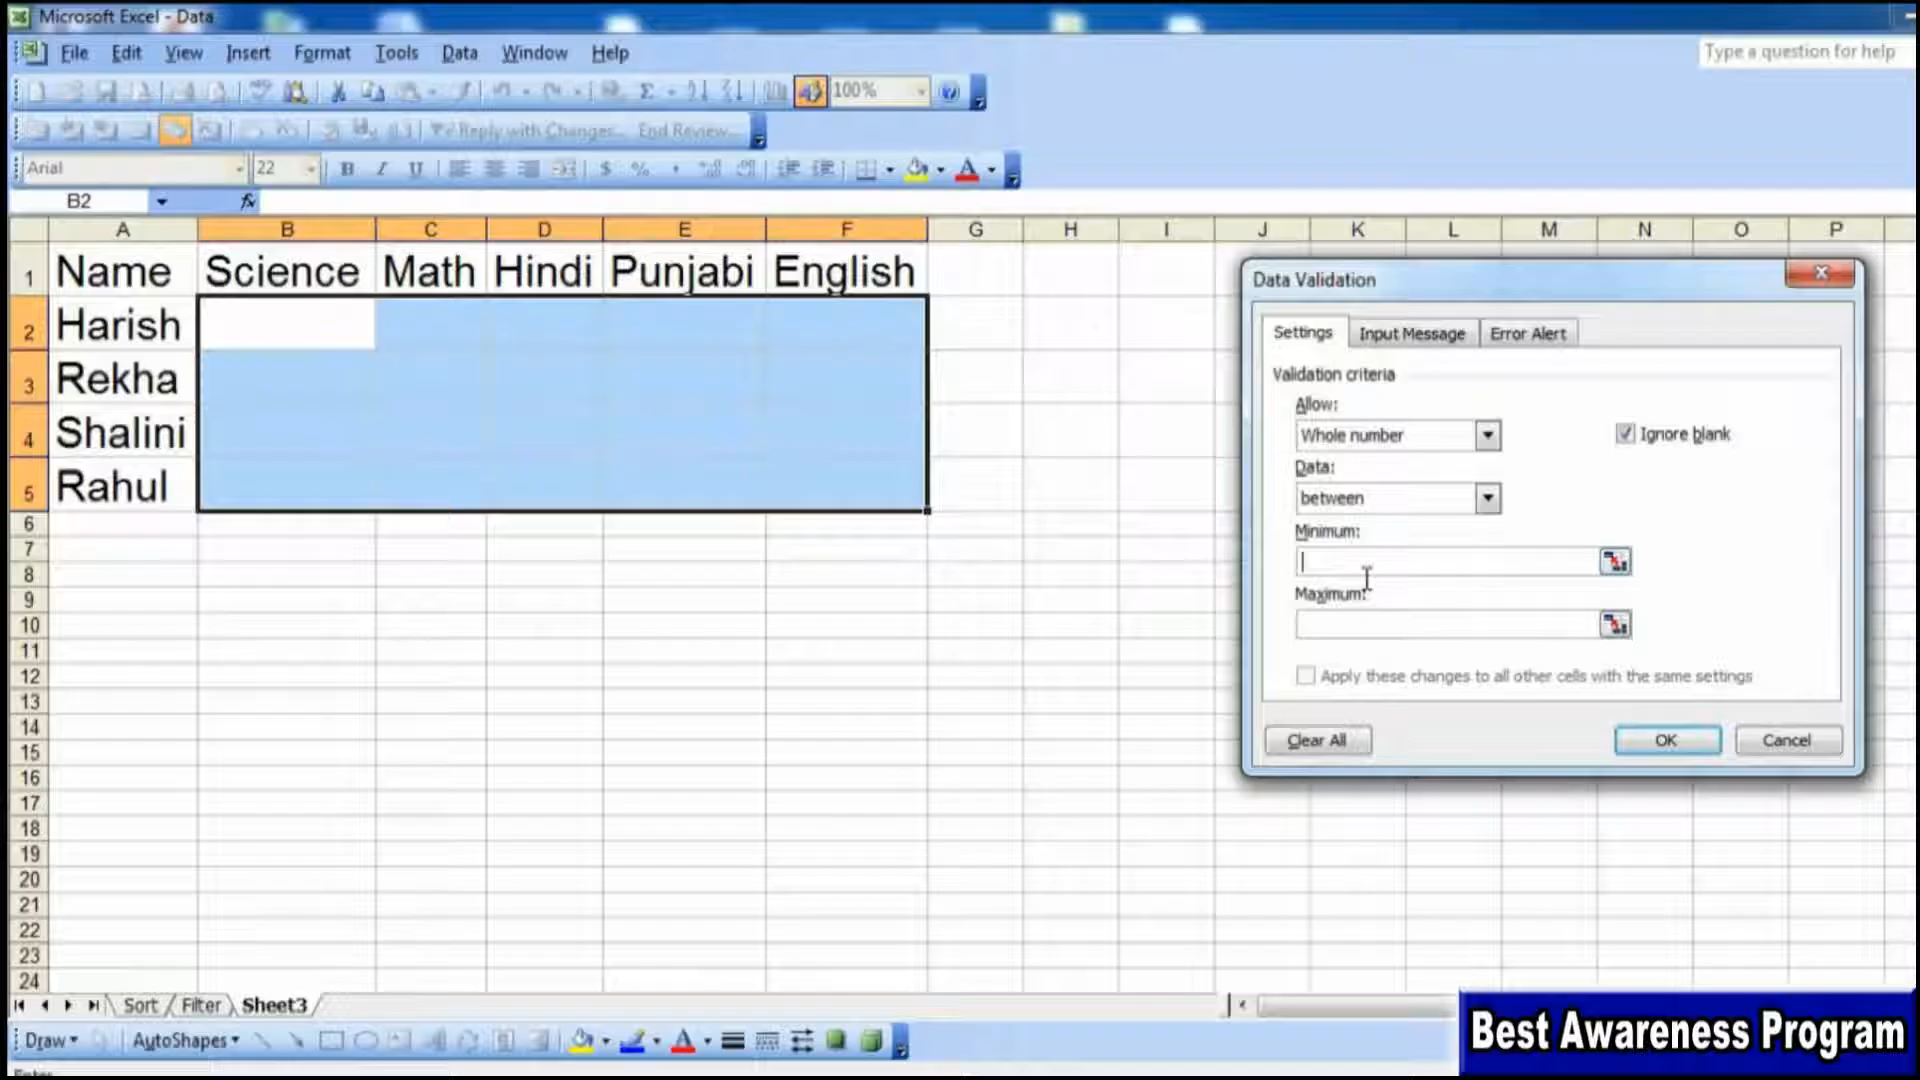 Microsoft Excel - Data
File Edit View Insert Format Tools Data Window Help
Type a question for help
100%
Reply with Changes... End Review...
Arial 22 B I U $ %
B2 fx
A B C D E F G H I J K L M N O P
1 Name Science Math Hindi Punjabi English
2 Harish
3 Rekha
4 Shalini
5 Rahul
6
7
8
9
10
11
12
13
14
15
16
17
18
19
20
21
22
23
24
Data Validation
Settings Input Message Error Alert
Validation criteria
Allow:
Whole number
Ignore blank
Data:
between
Minimum:
Maximum:
Apply these changes to all other cells with the same settings
Clear All OK Cancel
Sort Filter Sheet3
Draw AutoShapes
Best Awareness Program